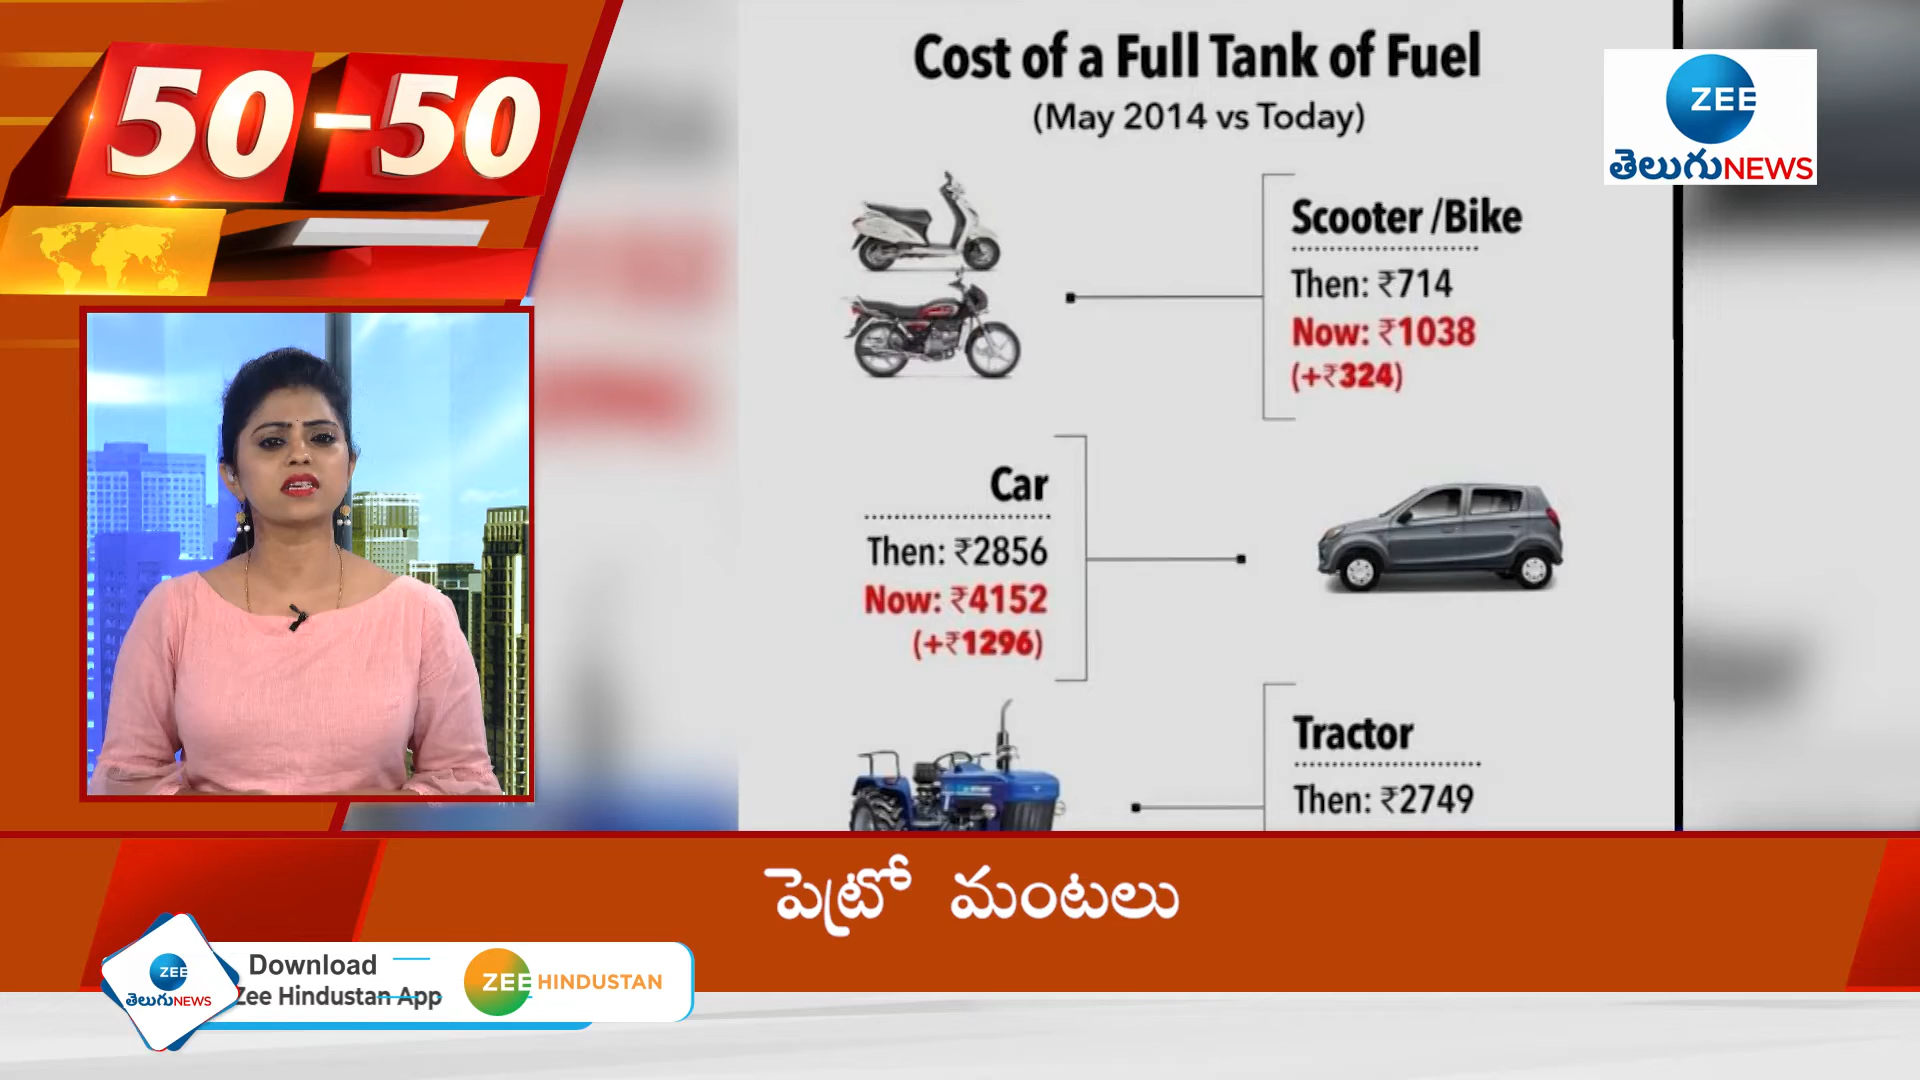 50-50
Cost of a Full Tank of Fuel
(May 2014 vs Today)
ZEE
తెలుగు NEWS
Scooter /Bike
Then: ₹714
Now: ₹1038
(+₹324)
Car
Then: ₹2856
Now: ₹4152
(+₹1296)
Tractor
Then: ₹2749
పెట్రో మంటలు
ZEE
తెలుగు NEWS
Download
Zee Hindustan App
ZEE HINDUSTAN